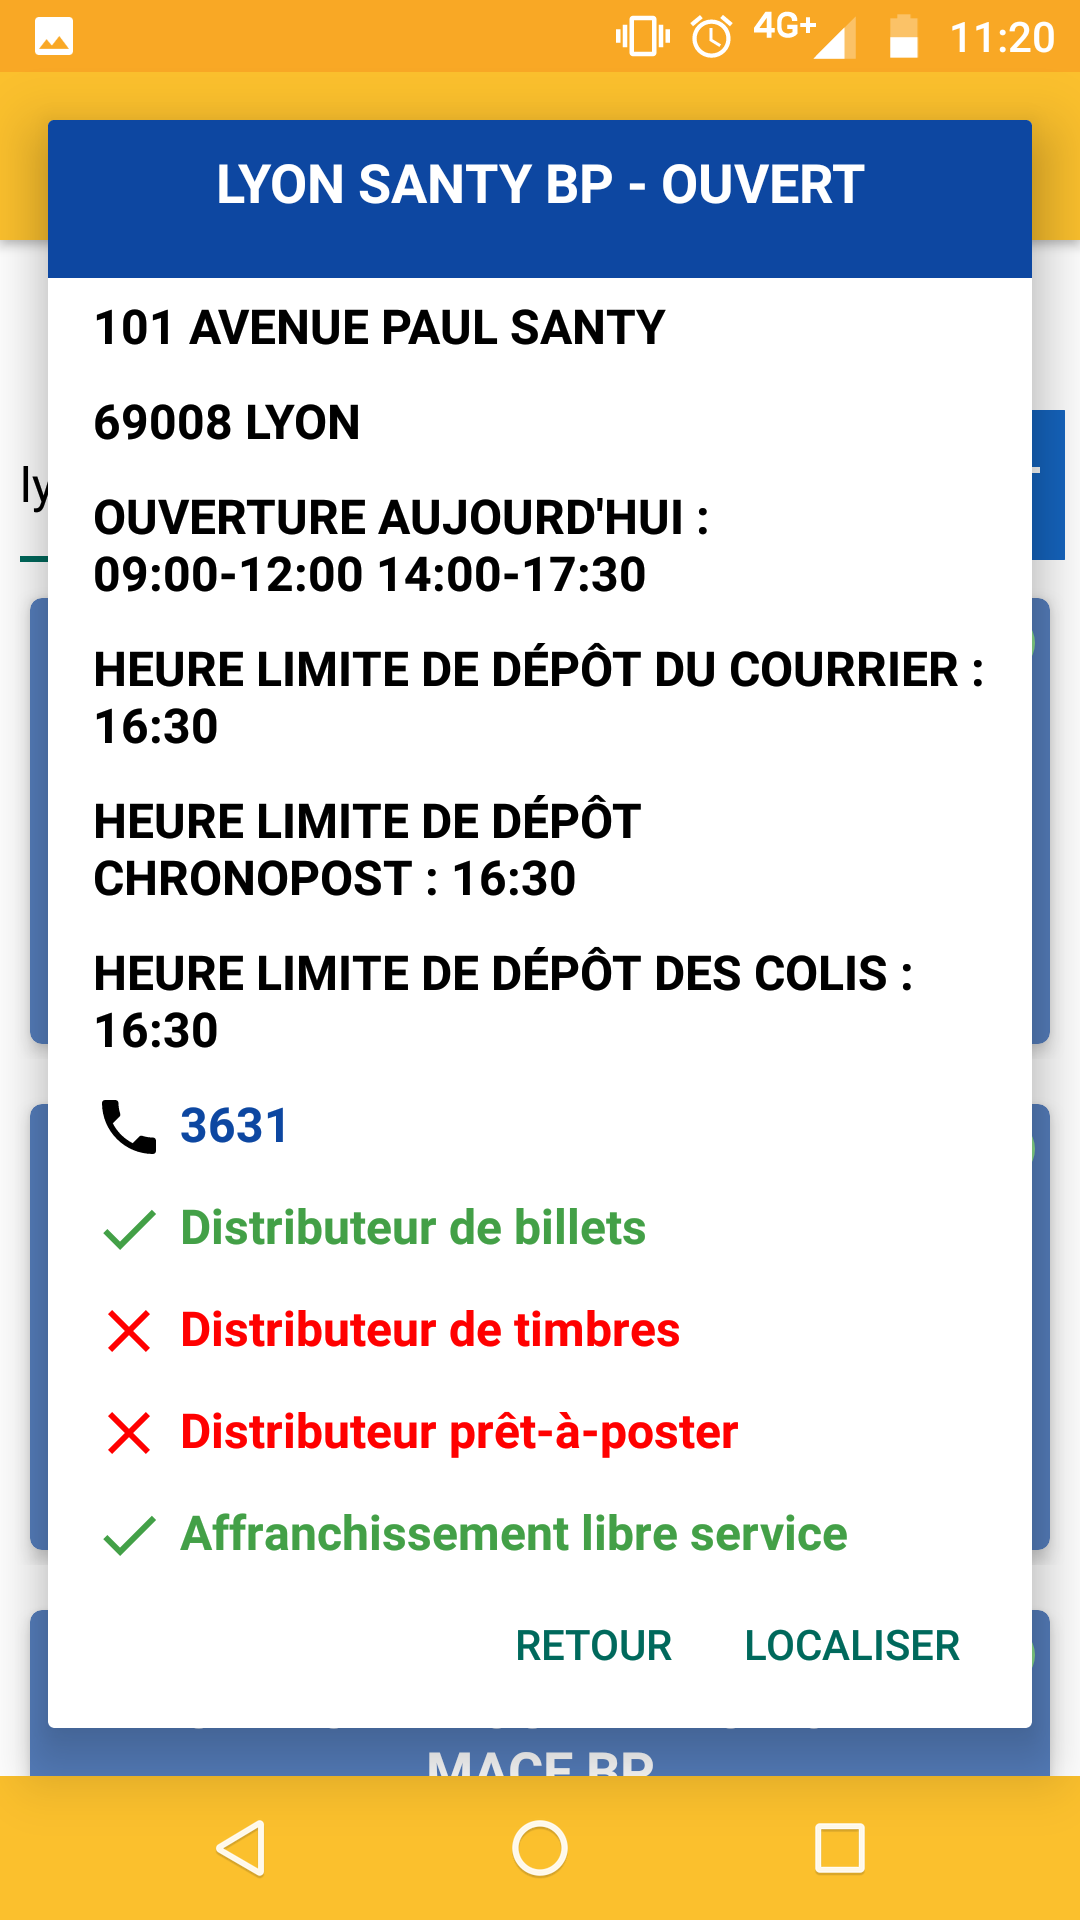 4G+ 11:20
LYON SANTY BP - OUVERT
101 AVENUE PAUL SANTY
69008 LYON
ly
OUVERTURE AUJOURD'HUI :
09:00-12:00 14:00-17:30
HEURE LIMITE DE DÉPÔT DU COURRIER :
16:30
HEURE LIMITE DE DÉPÔT
CHRONOPOST : 16:30
HEURE LIMITE DE DÉPÔT DES COLIS :
16:30
3631
Distributeur de billets
Distributeur de timbres
Distributeur prêt-à-poster
Affranchissement libre service
RETOUR LOCALISER
MACE BP